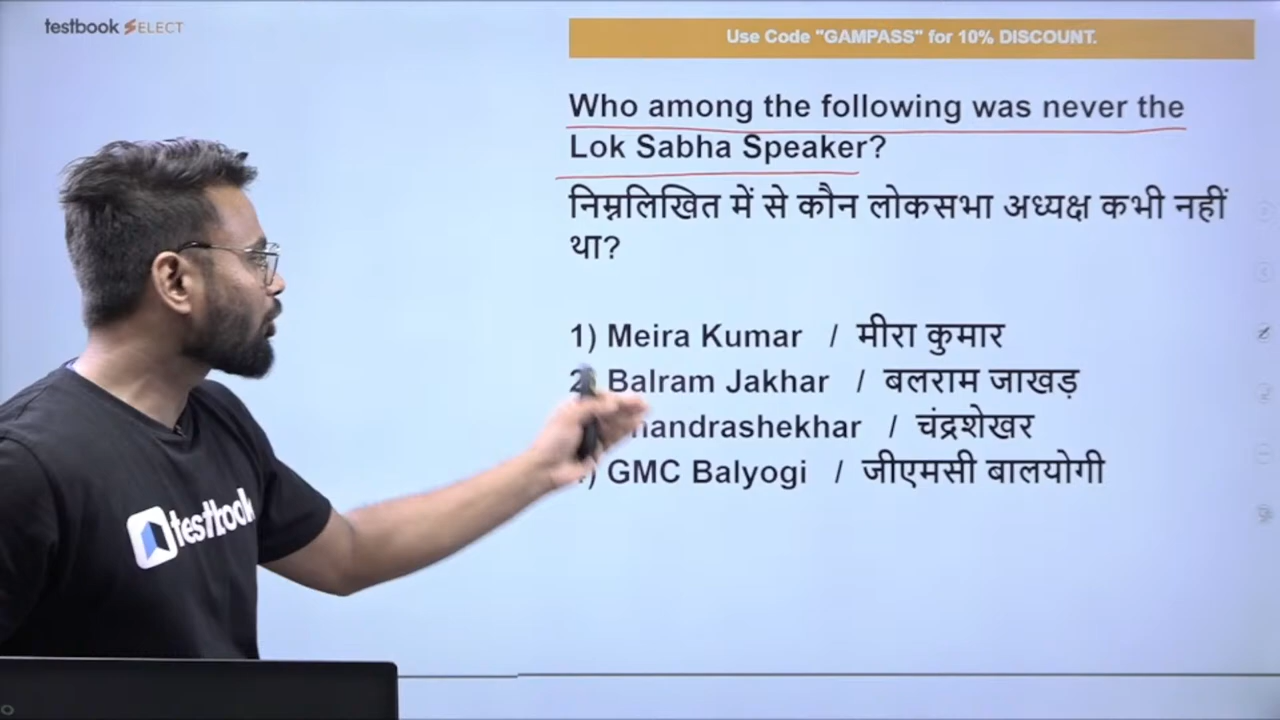 testbook SELECT
Use Code "GAMPASS" for 10% DISCOUNT.
Who among the following was never the
Lok Sabha Speaker?
निम्नलिखित में से कौन लोकसभा अध्यक्ष कभी नहीं
था?
1) Meira Kumar / मीरा कुमार
2) Balram Jakhar / बलराम जाखड़
handrashekhar / चंद्रशेखर
) GMC Balyogi / जीएमसी बालयोगी
testbook